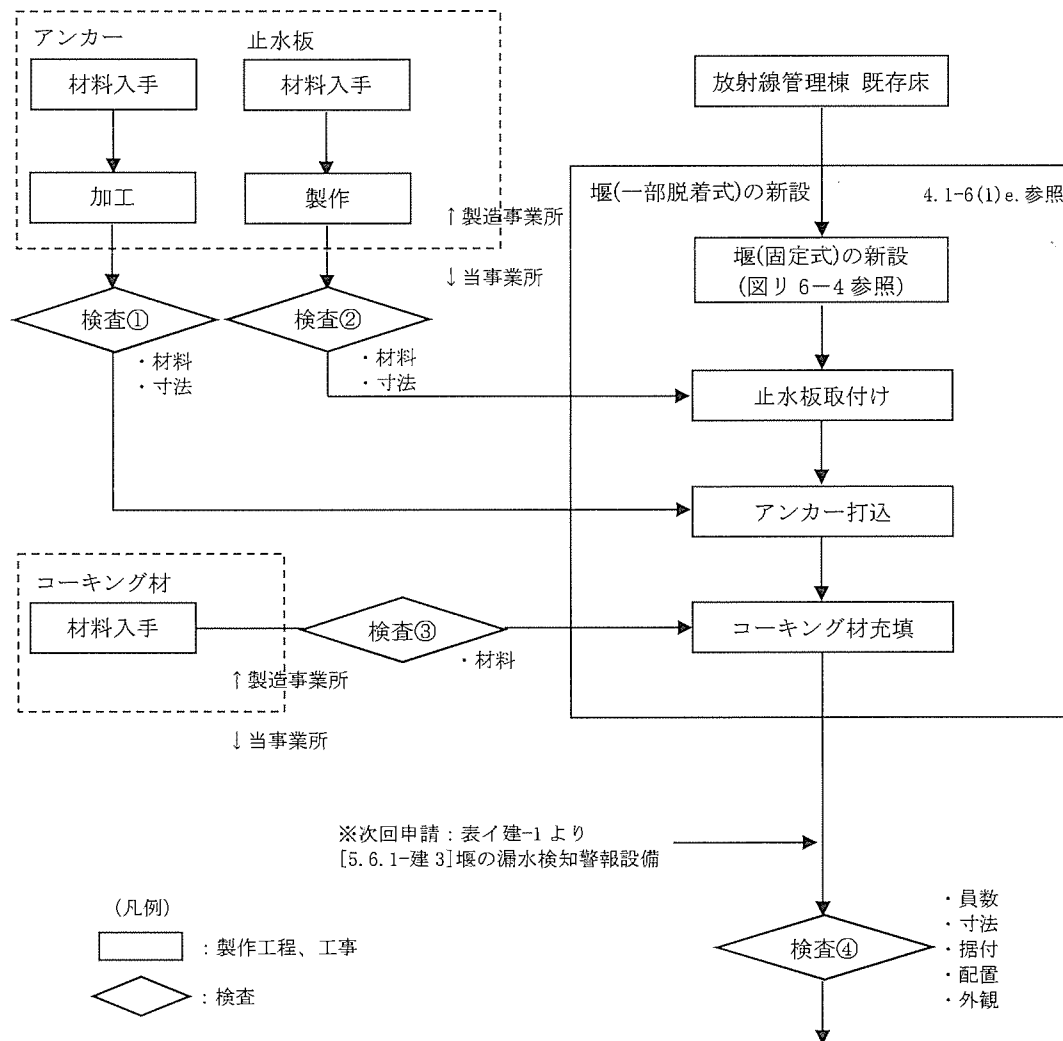 アンカー
止水板
材料入手
材料入手
加工
製作
↑製造事業所
↓当事業所
検査①
・材料
・寸法
検査②
・材料
・寸法
放射線管理棟 既存床
堰(一部脱着式)の新設
4.1-6(1)e.参照
堰(固定式)の新設
(図リ 6-4 参照)
止水板取付け
アンカー打込
コーキング材
材料入手
検査③
・材料
コーキング材充填
↑製造事業所
↓当事業所
※次回申請：表イ建-1 より
[5.6.1-建 3]堰の漏水検知警報設備
検査④
・員数
・寸法
・据付
・配置
・外観
(凡例)
：製作工程、工事
：検査